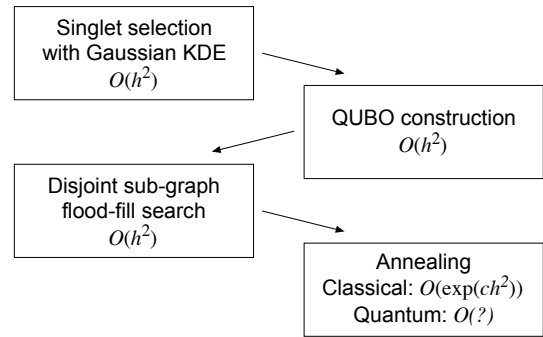 Singlet selection
with Gaussian KDE
O(h²)
QUBO construction
O(h²)
Disjoint sub-graph
flood-fill search
O(h²)
Annealing
Classical: O(exp(ch²))
Quantum: O(?)